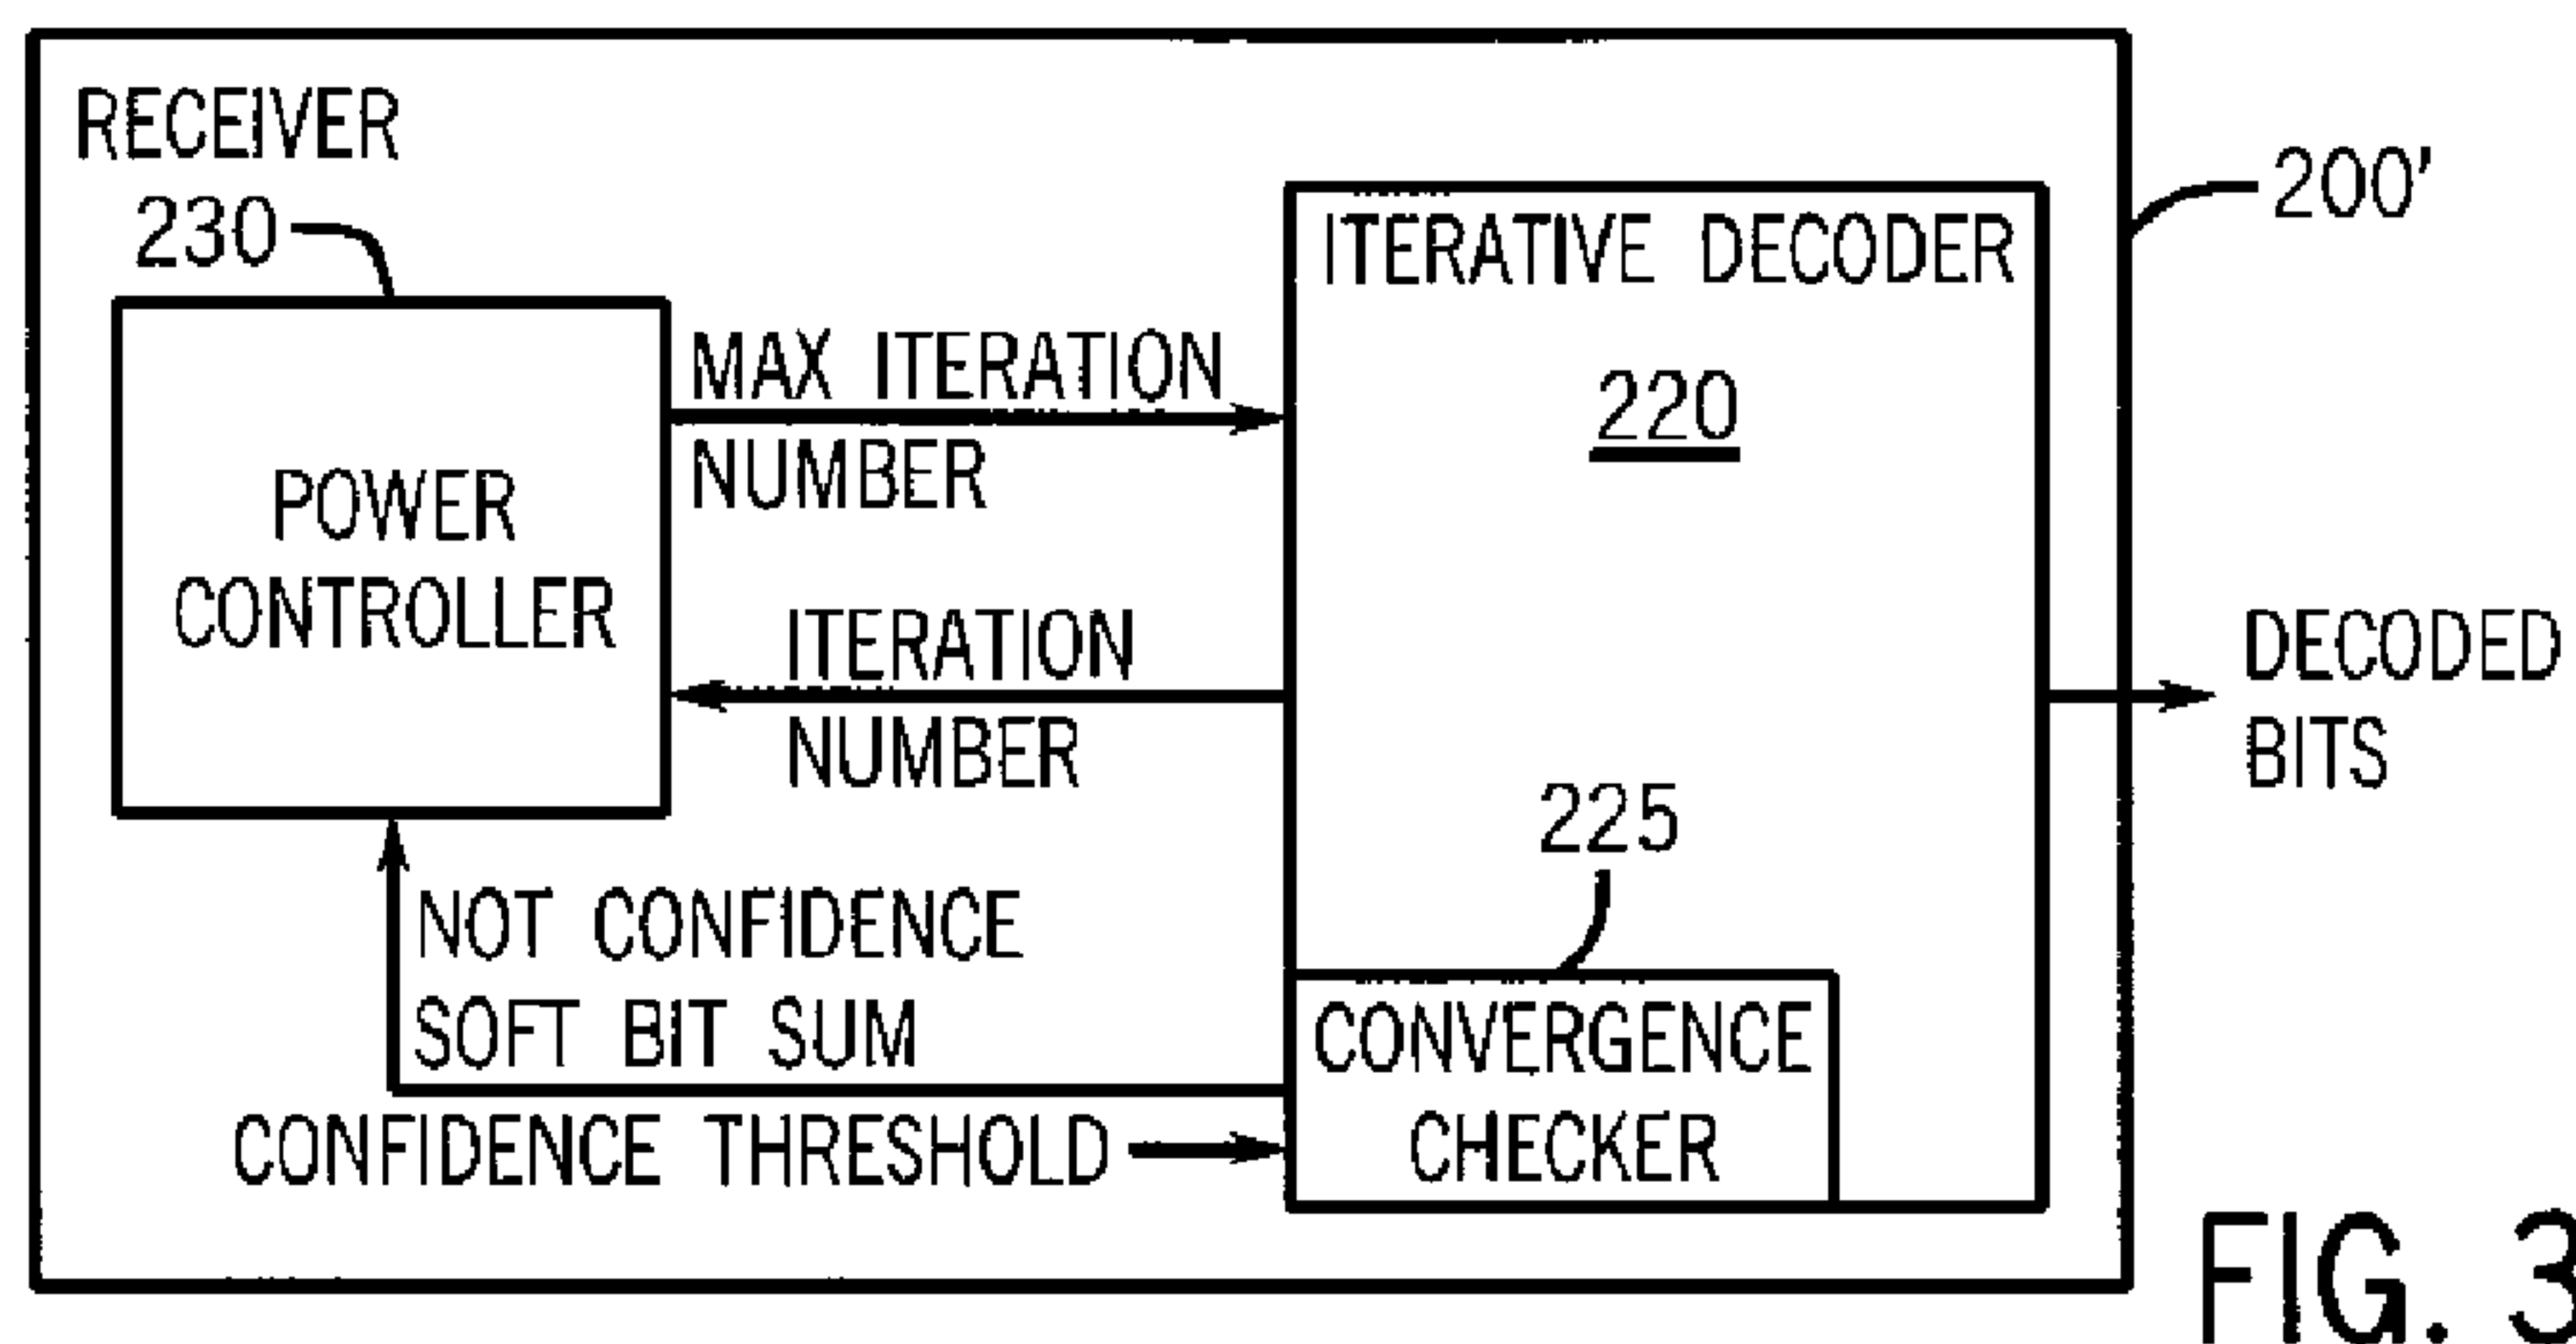 RECEIVER
230
200'
ITERATIVE DECODER
220
MAX ITERATION
NUMBER
POWER
CONTROLLER
ITERATION
NUMBER
DECODED
BITS
225
NOT CONFIDENCE
SOFT BIT SUM
CONFIDENCE THRESHOLD
CONVERGENCE
CHECKER
FIG. 3